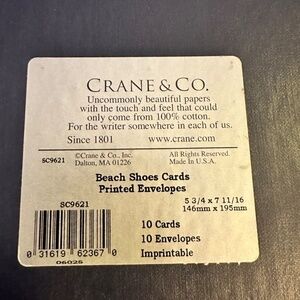 CRANE & CO.
Uncommonly beautiful papers
with the touch and feel that could
only come from 100% cotton.
For the writer somewhere in each of us.
Since 1801 www.crane.com
SC9621 ©Crane & Co., Inc. All Rights Reserved.
Dalton, MA 01226 Made In U.S.A.
Beach Shoes Cards
Printed Envelopes
SC9621 5 3/4 x 7 11/16
146mm x 195mm
10 Cards
10 Envelopes
Imprintable
0 31619 62367 0
06025